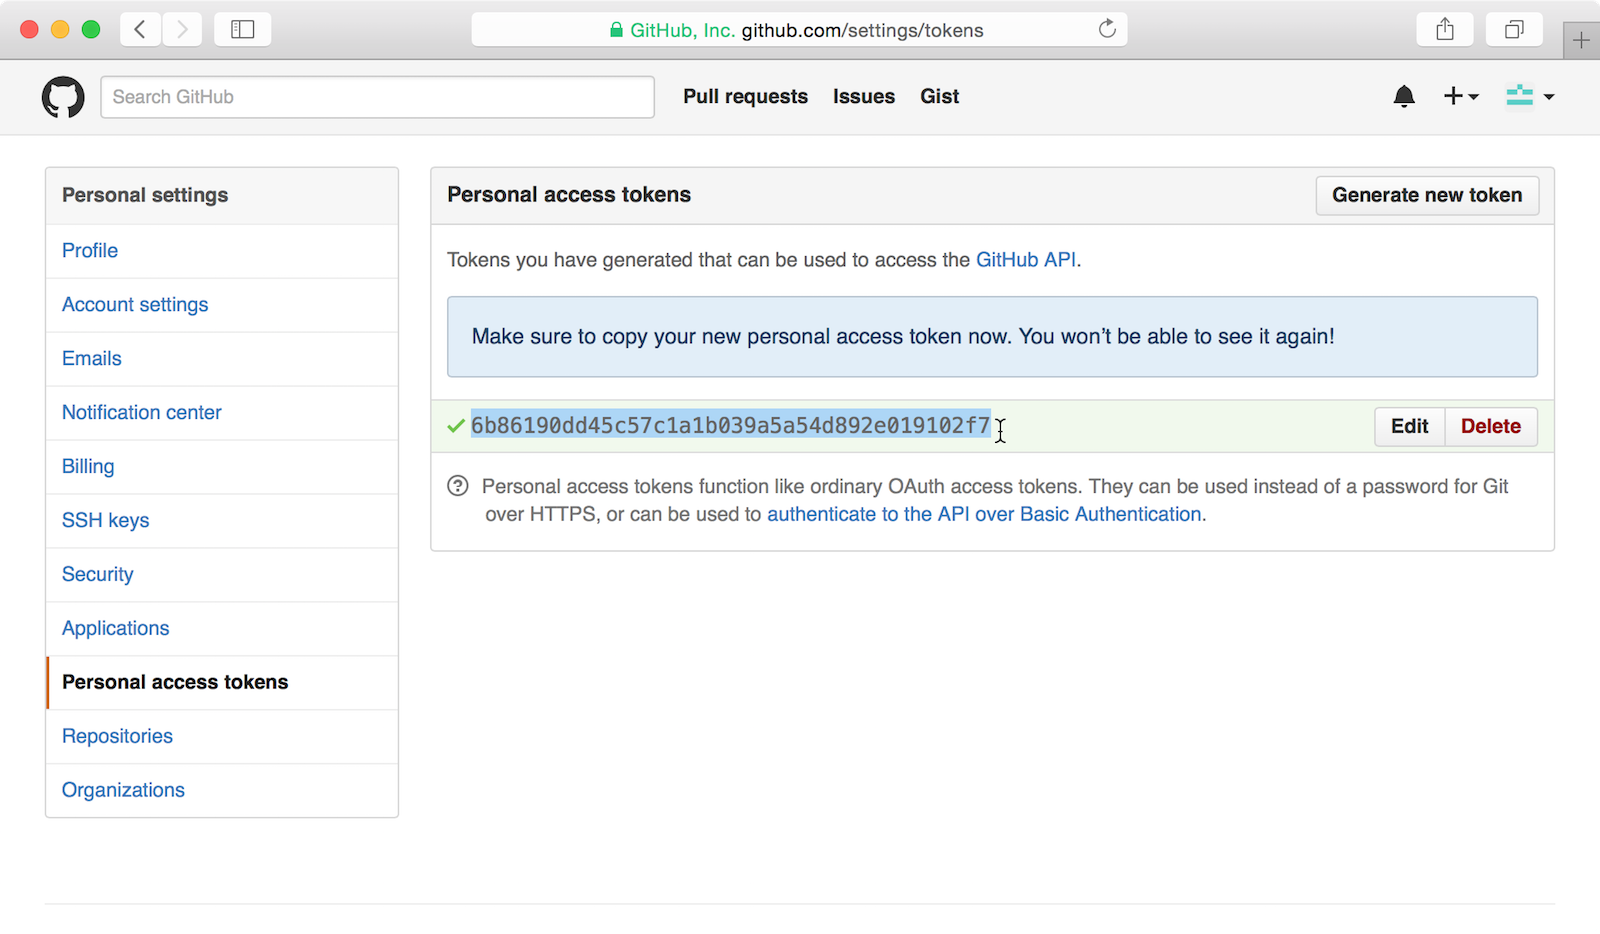 GitHub, Inc. github.com/settings/tokens
Search GitHub
Pull requests
Issues
Gist
Personal settings
Profile
Account settings
Emails
Notification center
Billing
SSH keys
Security
Applications
Personal access tokens
Repositories
Organizations
Personal access tokens
Generate new token
Tokens you have generated that can be used to access the GitHub API.
Make sure to copy your new personal access token now. You won’t be able to see it again!
6b86190dd45c57c1a1b039a5a54d892e019102f7
Edit
Delete
Personal access tokens function like ordinary OAuth access tokens. They can be used instead of a password for Git
over HTTPS, or can be used to authenticate to the API over Basic Authentication.